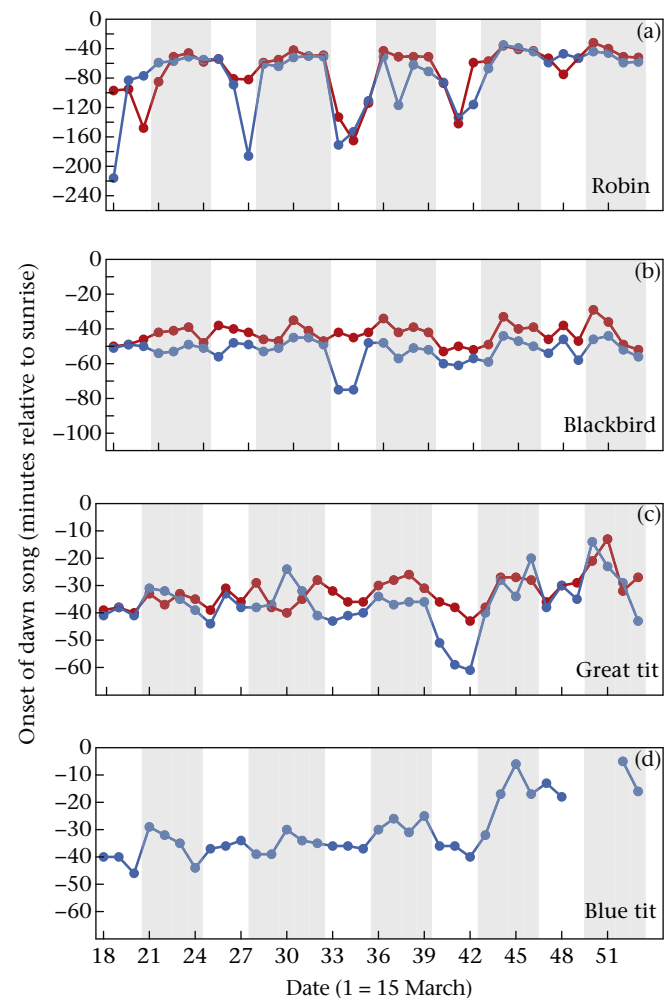 Onset of dawn song (minutes relative to sunrise)
0
−40
−80
−120
−160
−200
−240
(a)
Robin
0
−20
−40
−60
−80
−100
(b)
Blackbird
0
−10
−20
−30
−40
−50
−60
(c)
Great tit
0
−10
−20
−30
−40
−50
−60
(d)
Blue tit
18 21 24 27 30 33 36 39 42 45 48 51
Date (1 = 15 March)